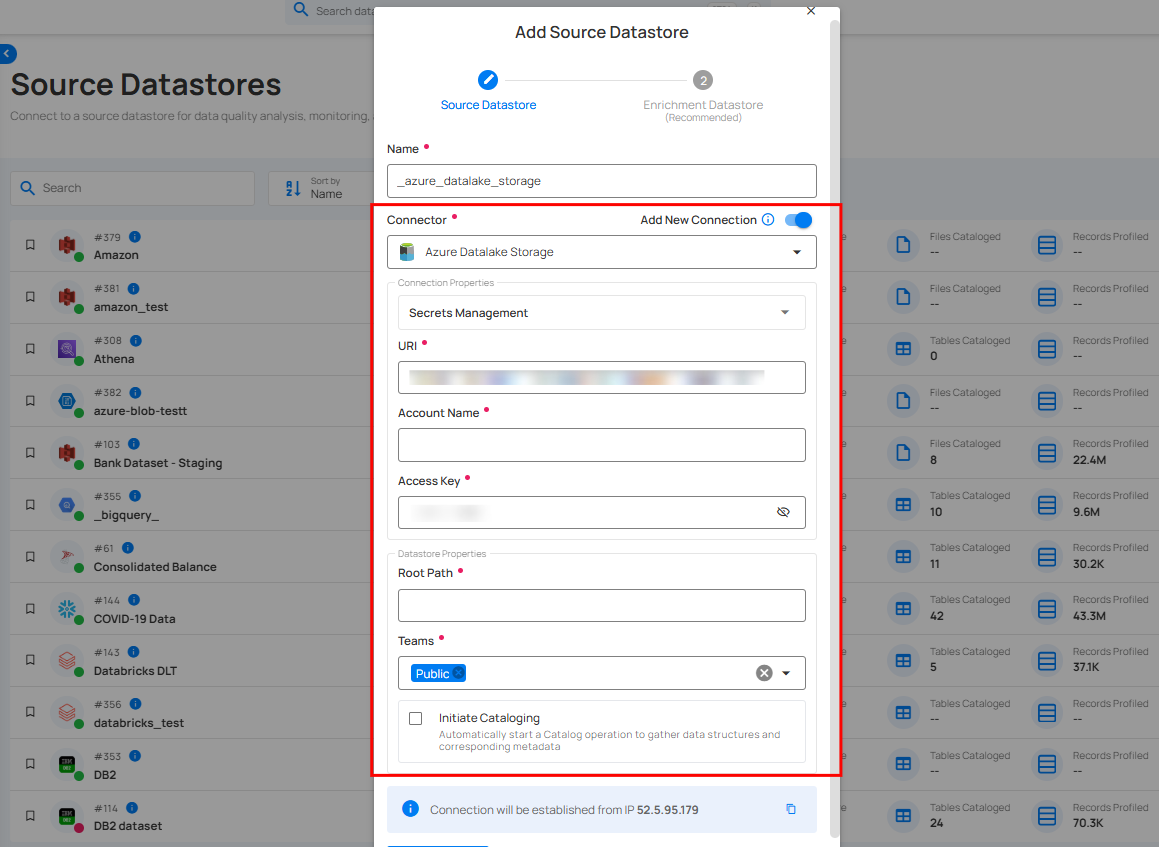 Search data
Add Source Datastore
2
Source Datastore
Enrichment Datastore
(Recommended)
Source Datastores
Connect to a source datastore for data quality analysis, monitoring,
Name
_azure_datalake_storage
Search
Sort by
Name
Connector
Add New Connection
Azure Datalake Storage
Connection Properties
Secrets Management
URI
Account Name
Access Key
Datastore Properties
Root Path
Teams
Public
Initiate Cataloging
Automatically start a Catalog operation to gather data structures and
corresponding metadata
Connection will be established from IP 52.5.95.179
#379
Amazon
Files Cataloged
--
Records Profiled
--
#381
amazon_test
Files Cataloged
--
Records Profiled
--
#308
Athena
Tables Cataloged
0
Records Profiled
--
#382
azure-blob-testt
Files Cataloged
--
Records Profiled
--
#103
Bank Dataset - Staging
Files Cataloged
8
Records Profiled
22.4M
#355
_bigquery_
Tables Cataloged
10
Records Profiled
9.6M
#61
Consolidated Balance
Tables Cataloged
11
Records Profiled
30.2K
#144
COVID-19 Data
Tables Cataloged
42
Records Profiled
43.3M
#143
Databricks DLT
Tables Cataloged
5
Records Profiled
37.1K
#356
databricks_test
Tables Cataloged
--
Records Profiled
--
#353
DB2
Tables Cataloged
--
Records Profiled
--
#114
DB2 dataset
Tables Cataloged
24
Records Profiled
70.3K